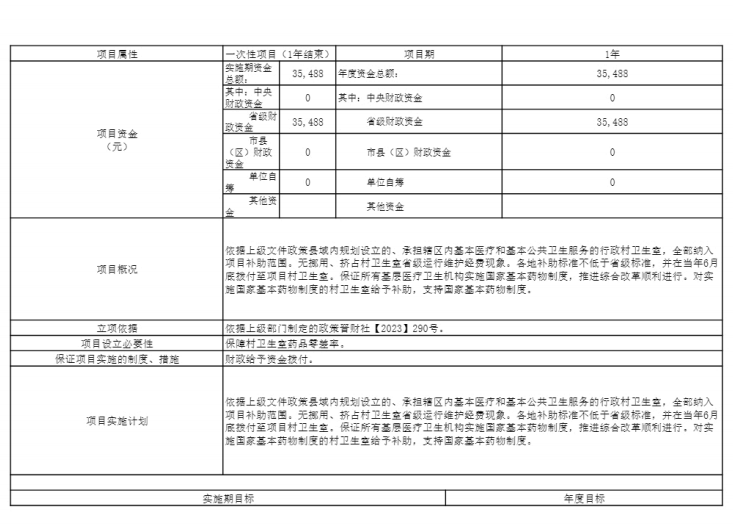 项目属性 一次性项目（1年结束） 项目期 1年
项目资金
（元）
实施期资金
总额： 35,488 年度资金总额： 35,488
其中：中央
财政资金 0 其中：中央财政资金 0
省级财
政资金 35,488 省级财政资金 35,488
市县
（区）财政
资金 0 市县（区）财政资金 0
单位自
筹 0 单位自筹 0
其他资
金 其他资金
项目概况
依据上级文件政策县域内规划设立的、承担辖区内基本医疗和基本公共卫生服务的行政村卫生室，全部纳入
项目补助范围。无挪用、挤占村卫生室省级运行维护经费现象。各地补助标准不低于省级标准，并在当年6月
底拨付至项目村卫生室。保证所有基层医疗卫生机构实施国家基本药物制度，推进综合改革顺利进行。对实
施国家基本药物制度的村卫生室给予补助，支持国家基本药物制度。
立项依据 依据上级部门制定的政策晋财社【2023】290号。
项目设立必要性 保障村卫生室药品零差率。
保证项目实施的制度、措施 财政给予资金拨付。
项目实施计划
依据上级文件政策县域内规划设立的、承担辖区内基本医疗和基本公共卫生服务的行政村卫生室，全部纳入
项目补助范围。无挪用、挤占村卫生室省级运行维护经费现象。各地补助标准不低于省级标准，并在当年6月
底拨付至项目村卫生室。保证所有基层医疗卫生机构实施国家基本药物制度，推进综合改革顺利进行。对实
施国家基本药物制度的村卫生室给予补助，支持国家基本药物制度。
实施期目标 年度目标